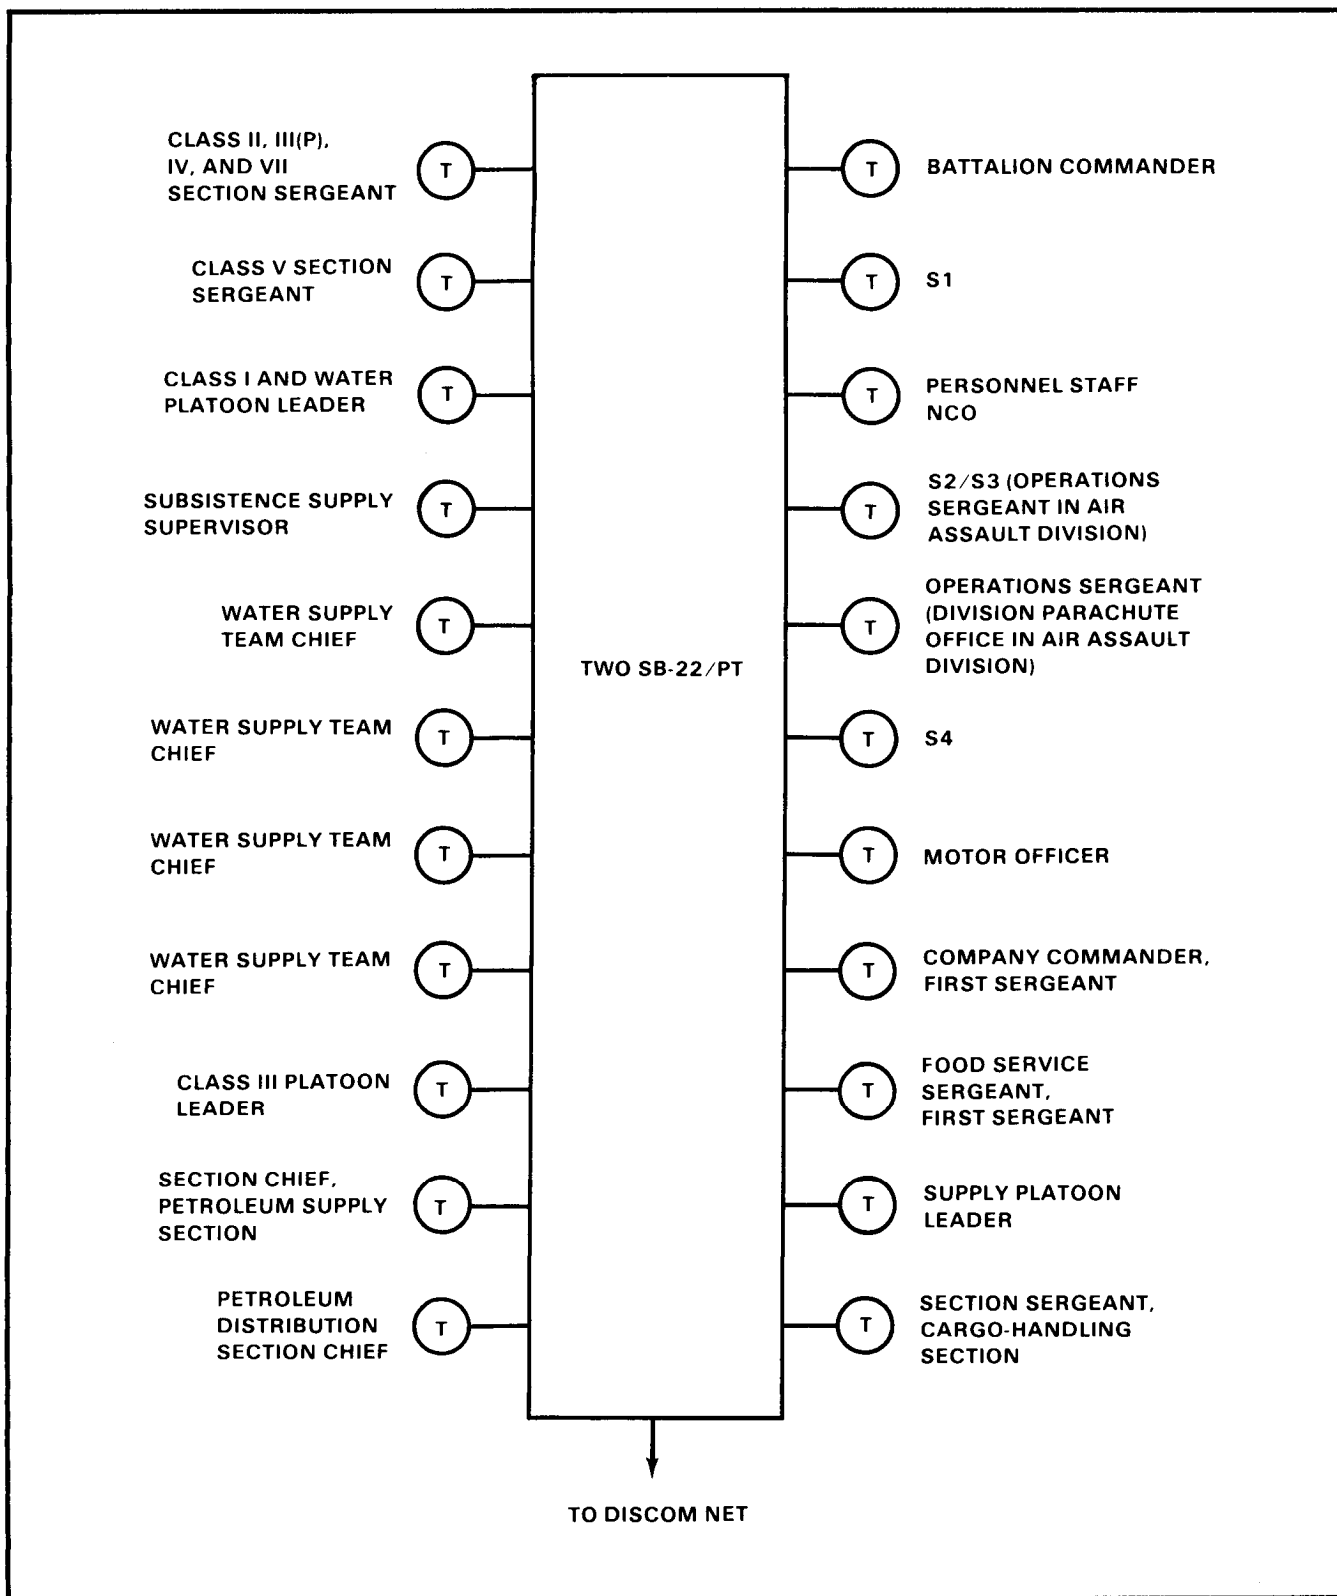 CLASS II, III(P),
IV, AND VII
SECTION SERGEANT
T
T
BATTALION COMMANDER
CLASS V SECTION
SERGEANT
T
T
S1
CLASS I AND WATER
PLATOON LEADER
T
T
PERSONNEL STAFF
NCO
SUBSISTENCE SUPPLY
SUPERVISOR
T
T
S2/S3 (OPERATIONS
SERGEANT IN AIR
ASSAULT DIVISION)
WATER SUPPLY
TEAM CHIEF
T
T
OPERATIONS SERGEANT
(DIVISION PARACHUTE
OFFICE IN AIR ASSAULT
DIVISION)
TWO SB-22/PT
WATER SUPPLY TEAM
CHIEF
T
T
S4
WATER SUPPLY TEAM
CHIEF
T
T
MOTOR OFFICER
WATER SUPPLY TEAM
CHIEF
T
T
COMPANY COMMANDER,
FIRST SERGEANT
CLASS III PLATOON
LEADER
T
T
FOOD SERVICE
SERGEANT,
FIRST SERGEANT
SECTION CHIEF,
PETROLEUM SUPPLY
SECTION
T
T
SUPPLY PLATOON
LEADER
PETROLEUM
DISTRIBUTION
SECTION CHIEF
T
T
SECTION SERGEANT,
CARGO-HANDLING
SECTION
TO DISCOM NET